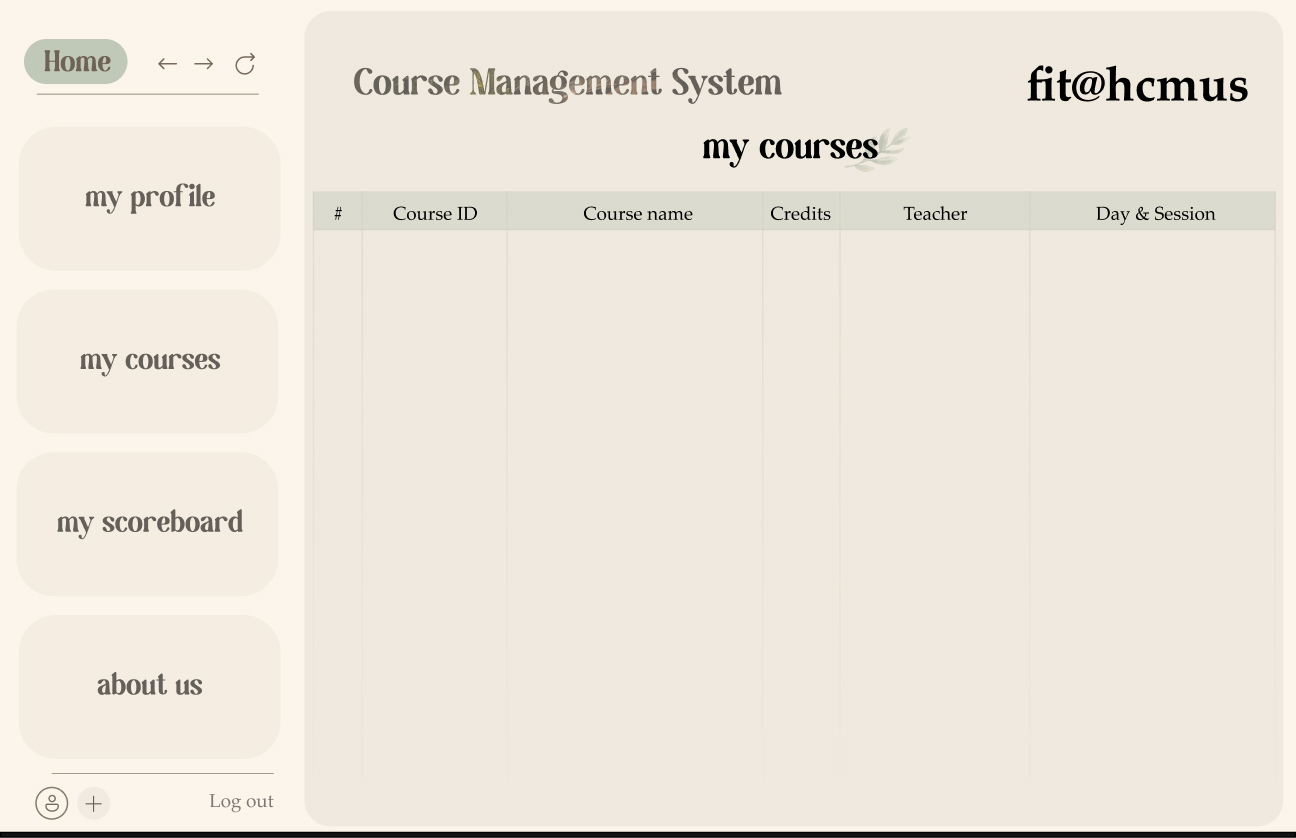 Home
my profile
my courses
my scoreboard
about us
Log out
Course Management System
fit@hcmus
my courses
# Course ID Course name Credits Teacher Day & Session